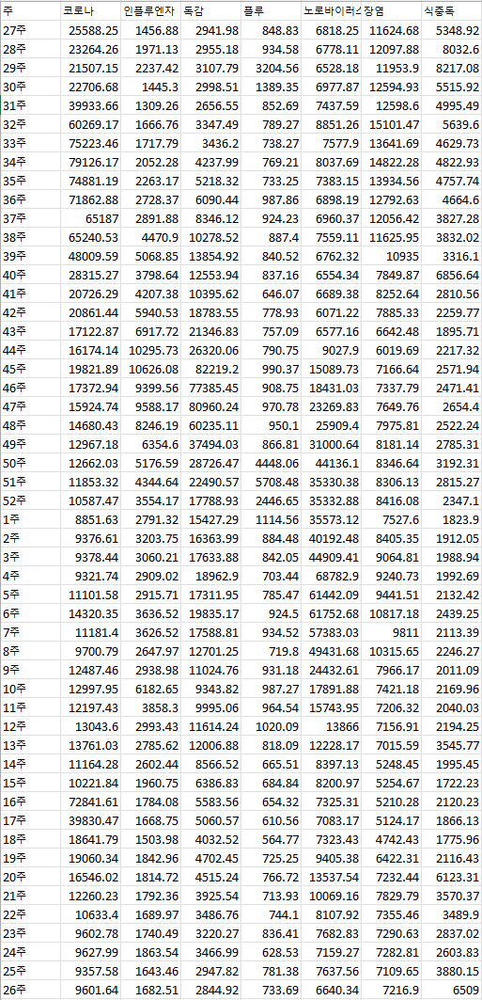 주 코로나 인플루엔자 독감 플루 노로바이러스 장염 식중독
27주 25588.25 1456.88 2941.98 848.83 6818.25 11624.68 5348.92
28주 23264.26 1971.13 2955.18 934.58 6778.11 12097.88 8032.6
29주 21507.15 2237.42 3107.79 3204.56 6528.18 11953.9 8217.08
30주 22706.68 1445.3 2998.51 1389.35 6977.87 12594.93 5515.92
31주 39933.66 1309.26 2656.55 852.69 7437.59 12598.6 4995.49
32주 60269.17 1666.76 3347.49 789.27 8851.26 15101.47 5639.6
33주 75223.46 1717.79 3436.2 738.27 7577.9 13641.69 4629.73
34주 79126.17 2052.28 4237.99 769.21 8037.69 14822.28 4822.93
35주 74881.19 2263.17 5218.32 733.25 7383.15 13934.56 4757.74
36주 71862.88 2728.37 6090.44 987.86 6898.19 12792.63 4664.6
37주 65187 2891.88 8346.12 924.23 6960.37 12056.42 3827.28
38주 65240.53 4470.9 10278.52 887.4 7559.11 11625.95 3832.02
39주 48009.59 5068.85 13854.92 840.52 6762.32 10935 3316.1
40주 28315.27 3798.64 12553.94 837.16 6554.34 7849.87 6856.64
41주 20726.29 4207.38 10395.62 646.07 6689.38 8252.64 2810.56
42주 20861.44 5940.53 18783.55 778.93 6071.22 7885.33 2259.77
43주 17122.87 6917.72 21346.83 757.09 6577.16 6642.48 1895.71
44주 16174.14 10295.73 26320.06 790.75 9027.9 6019.69 2217.32
45주 19821.89 10626.08 82219.2 990.37 15089.73 7166.64 2571.94
46주 17372.94 9399.56 77385.45 908.75 18431.03 7337.79 2471.41
47주 15924.74 9588.17 80960.24 970.78 23269.83 7649.76 2654.4
48주 14680.43 8246.19 60235.11 950.1 25909.4 7975.81 2522.24
49주 12967.18 6354.6 37494.03 866.81 31000.64 8181.14 2785.31
50주 12662.03 5176.59 28726.47 4448.06 44136.1 8346.64 3192.31
51주 11853.32 4344.64 22490.57 5708.48 35330.38 8306.13 2815.27
52주 10587.47 3554.17 17788.93 2446.65 35332.88 8416.08 2347.1
1주 8851.63 2791.32 15427.29 1114.56 35573.12 7527.6 1823.9
2주 9376.61 3203.75 16363.99 884.48 40192.48 8405.35 1912.05
3주 9378.44 3060.21 17633.88 842.05 44909.41 9064.81 1988.94
4주 9321.74 2909.02 18962.9 703.44 68782.9 9240.73 1992.69
5주 11101.58 2915.71 17311.95 785.47 61442.09 9441.51 2132.42
6주 14320.35 3636.52 19835.17 924.5 61752.68 10817.18 2439.25
7주 11181.4 3626.52 17588.81 934.52 57383.03 9811 2113.39
8주 9700.79 2647.97 12701.25 719.8 49431.68 10315.65 2246.27
9주 12487.46 2938.98 11024.76 931.18 24432.61 7966.17 2011.09
10주 12997.95 6182.65 9343.82 987.27 17891.88 7421.18 2169.96
11주 12197.43 3858.3 9995.06 964.54 15743.95 7206.32 2040.03
12주 13043.6 2993.43 11614.24 1020.09 13866 7156.91 2194.25
13주 13761.03 2785.62 12006.88 818.09 12228.17 7015.59 3545.77
14주 11164.28 2602.44 8566.52 665.51 8397.13 5248.45 1995.45
15주 10221.84 1960.75 6386.83 684.84 8200.97 5254.67 1722.23
16주 72841.61 1784.08 5583.56 654.32 7325.31 5210.28 2120.23
17주 39830.47 1668.75 5060.57 610.56 7083.17 5124.17 1866.13
18주 18641.79 1503.98 4032.52 564.77 7323.43 4742.43 1775.96
19주 19060.34 1842.96 4702.45 725.25 9405.38 6422.31 2116.43
20주 16546.02 1814.72 4515.24 766.72 13537.54 7232.44 6123.31
21주 12260.23 1792.36 3925.54 713.93 10069.16 7829.79 3570.37
22주 10633.4 1689.97 3486.76 744.1 8107.92 7355.46 3489.9
23주 9602.78 1740.49 3220.27 836.41 7682.83 7290.63 2837.02
24주 9627.99 1863.54 3466.99 628.53 7159.27 7282.81 2603.83
25주 9357.58 1643.46 2947.82 781.38 7637.56 7109.65 3880.15
26주 9601.64 1682.51 2844.92 733.69 6640.34 7216.9 6509